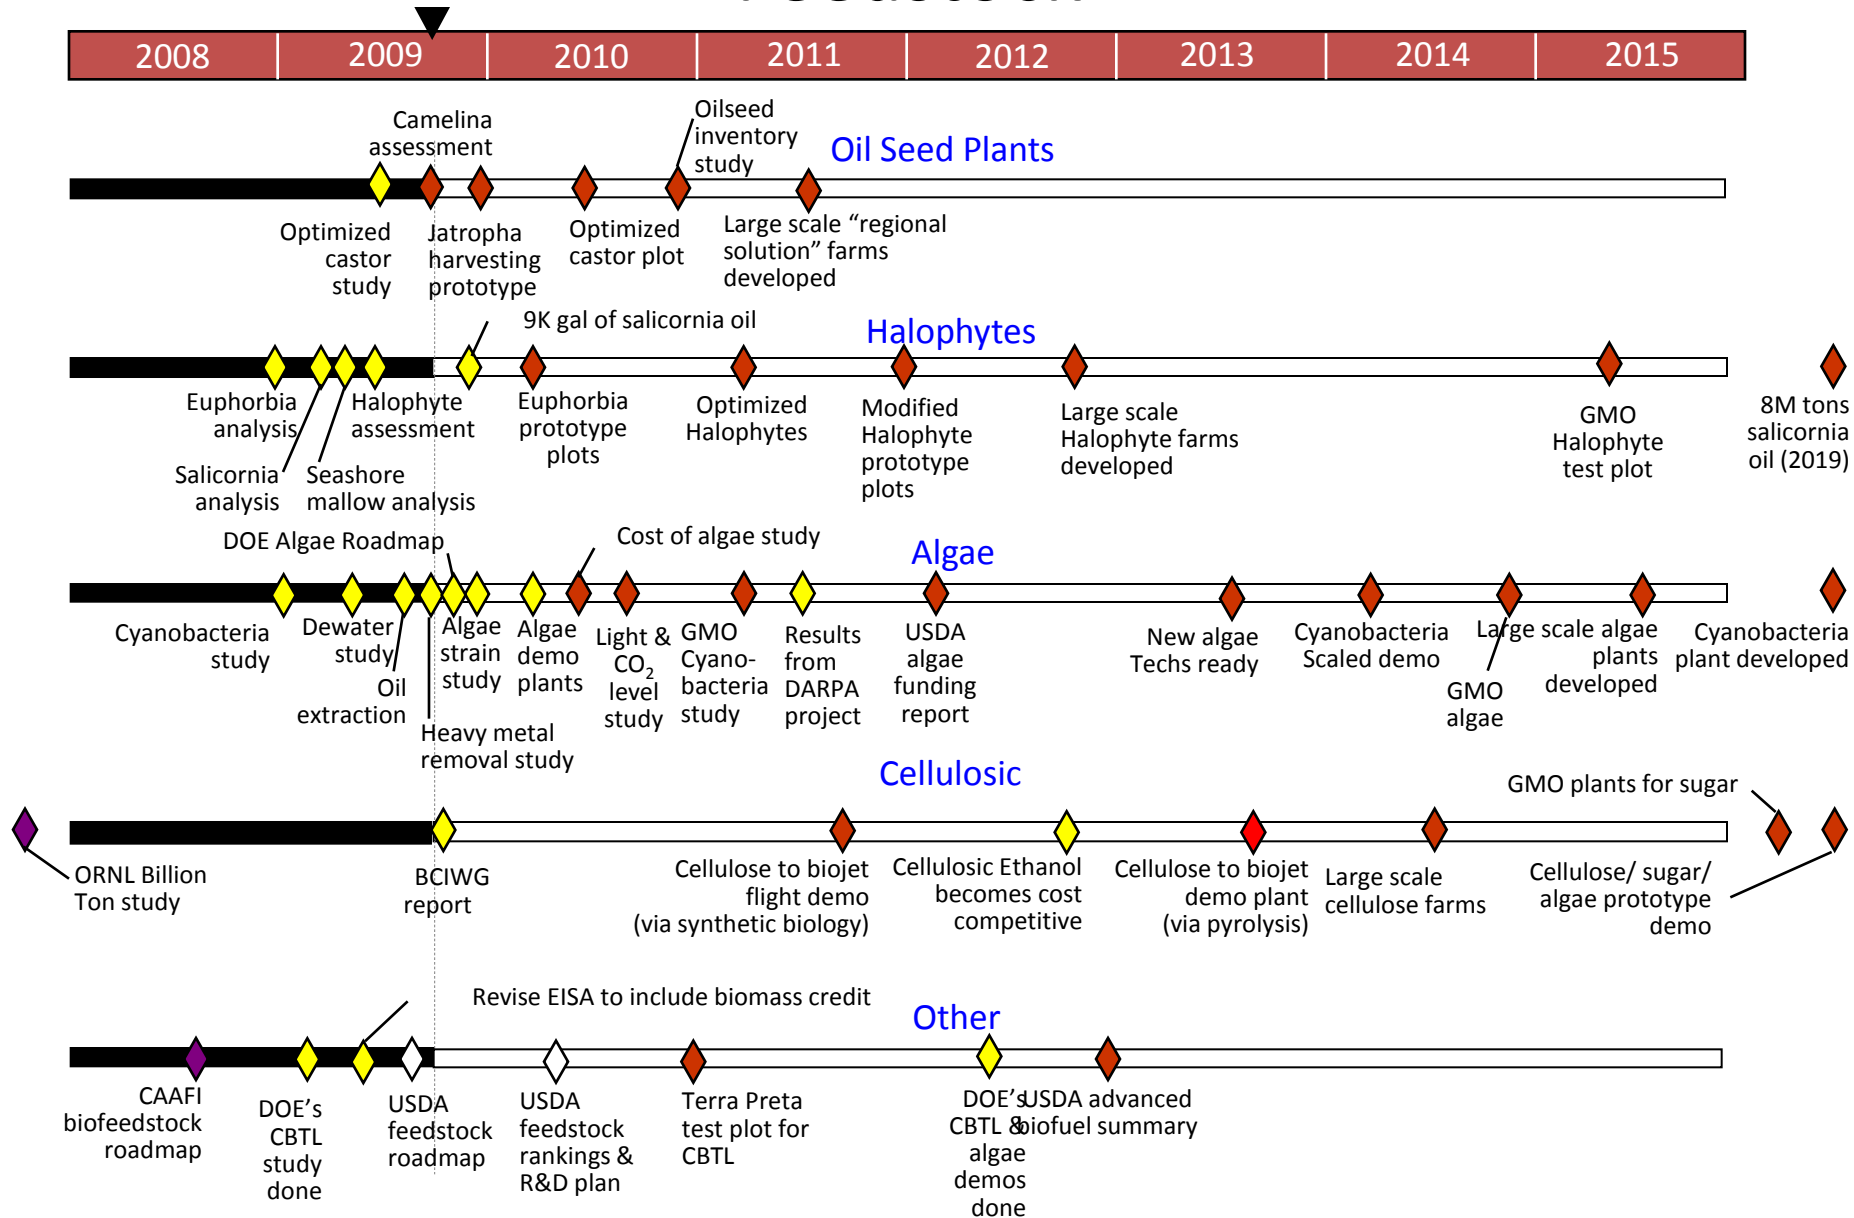 2008 2009 2010 2011 2012 2013 2014 2015
Oil Seed Plants
Camelina
assessment
Oilseed
inventory
study
Optimized
castor
study
Jatropha
harvesting
prototype
Optimized
castor plot
Large scale “regional
solution” farms
developed
Halophytes
9K gal of salicornia oil
Euphorbia
analysis
Salicornia
analysis
Seashore
mallow analysis
Halophyte
assessment
Euphorbia
prototype
plots
Optimized
Halophytes
Modified
Halophyte
prototype
plots
Large scale
Halophyte farms
developed
GMO
Halophyte
test plot
8M tons
salicornia
oil (2019)
Algae
DOE Algae Roadmap
Cost of algae study
Cyanobacteria
study
Dewater
study
Oil
extraction
Heavy metal
removal study
Algae
strain
study
Algae
demo
plants
Light &
CO2
level
study
GMO
Cyano-
bacteria
study
Results
from
DARPA
project
USDA
algae
funding
report
New algae
Techs ready
Cyanobacteria
Scaled demo
GMO
algae
Large scale algae
plants
developed
Cyanobacteria
plant developed
Cellulosic
GMO plants for sugar
ORNL Billion
Ton study
BCIWG
report
Cellulose to biojet
flight demo
(via synthetic biology)
Cellulosic Ethanol
becomes cost
competitive
Cellulose to biojet
demo plant
(via pyrolysis)
Large scale
cellulose farms
Cellulose/ sugar/
algae prototype
demo
Other
Revise EISA to include biomass credit
CAAFI
biofeedstock
roadmap
DOE’s
CBTL
study
done
USDA
feedstock
roadmap
USDA
feedstock
rankings &
R&D plan
Terra Preta
test plot for
CBTL
DOE’s
CBTL &
algae
demos
done
USDA advanced
biofuel summary